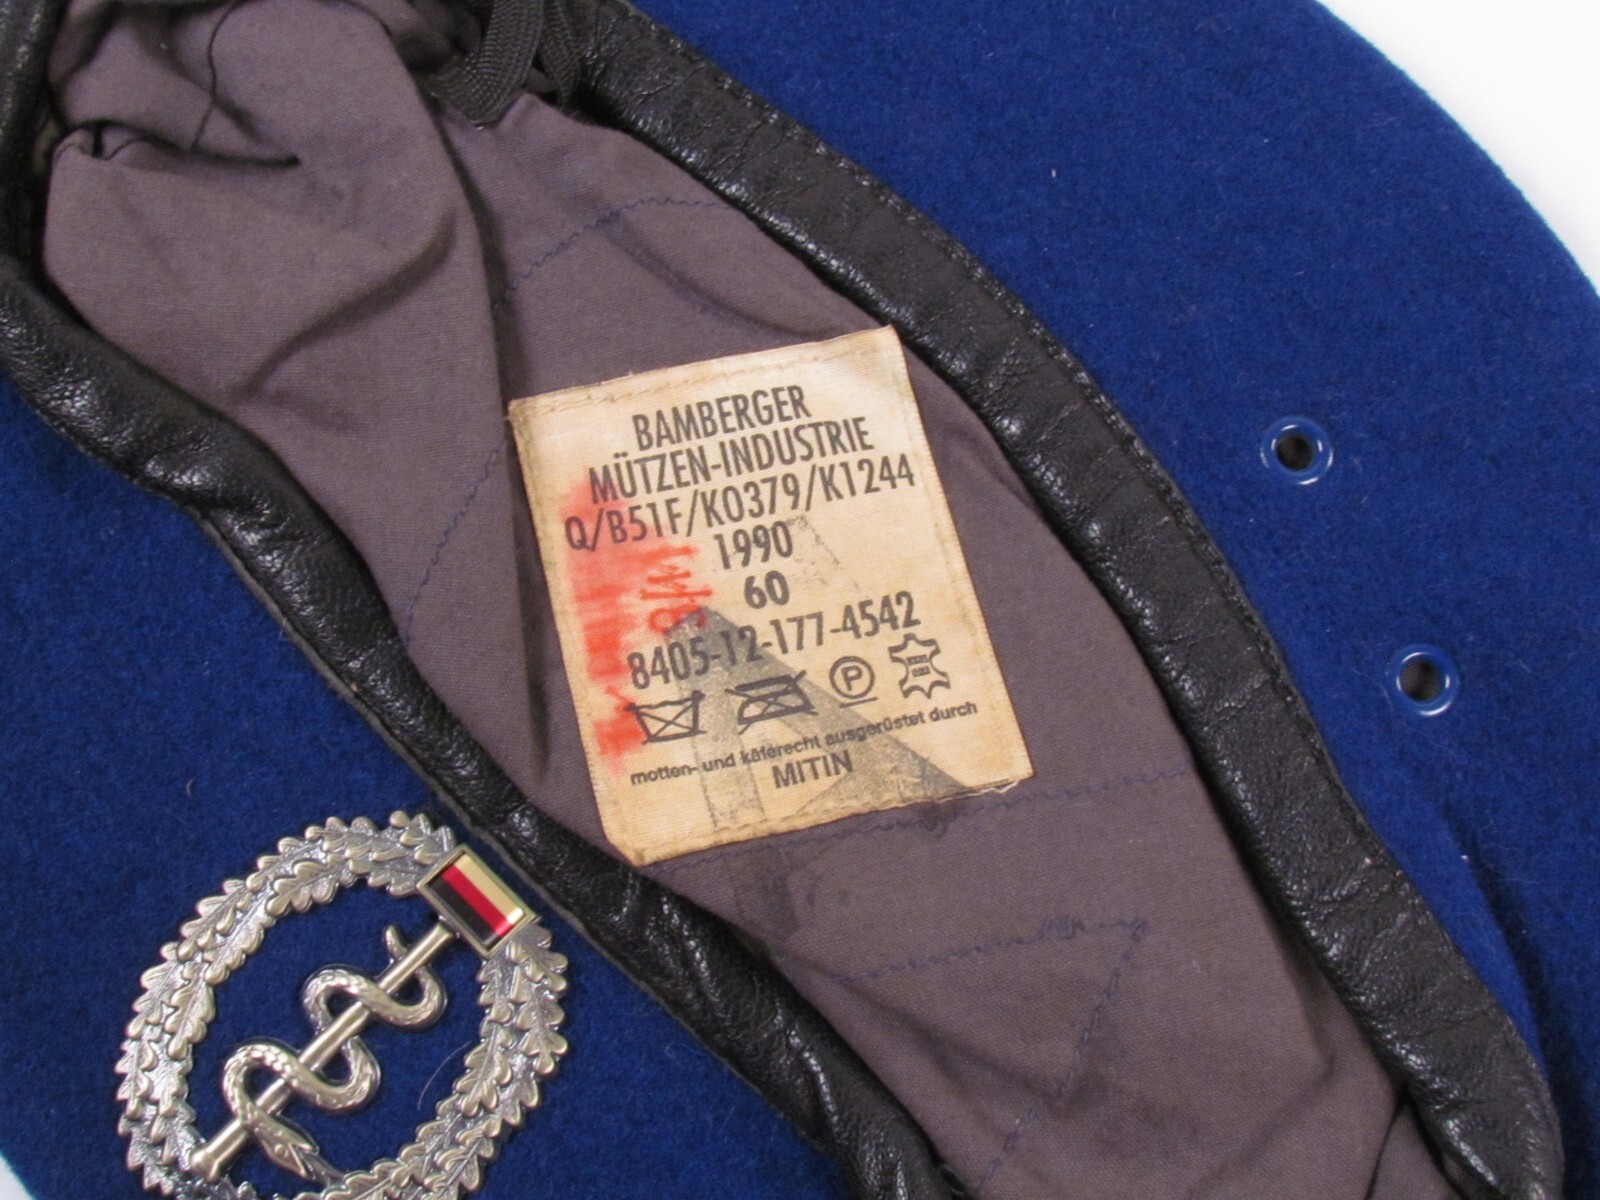 BAMBERGER
MÜTZEN-INDUSTRIE
Q/B51F/K0379/K1244
1990
60
8405-12-177-4542
P
motten- und käferecht ausgerüstet durch
MITIN